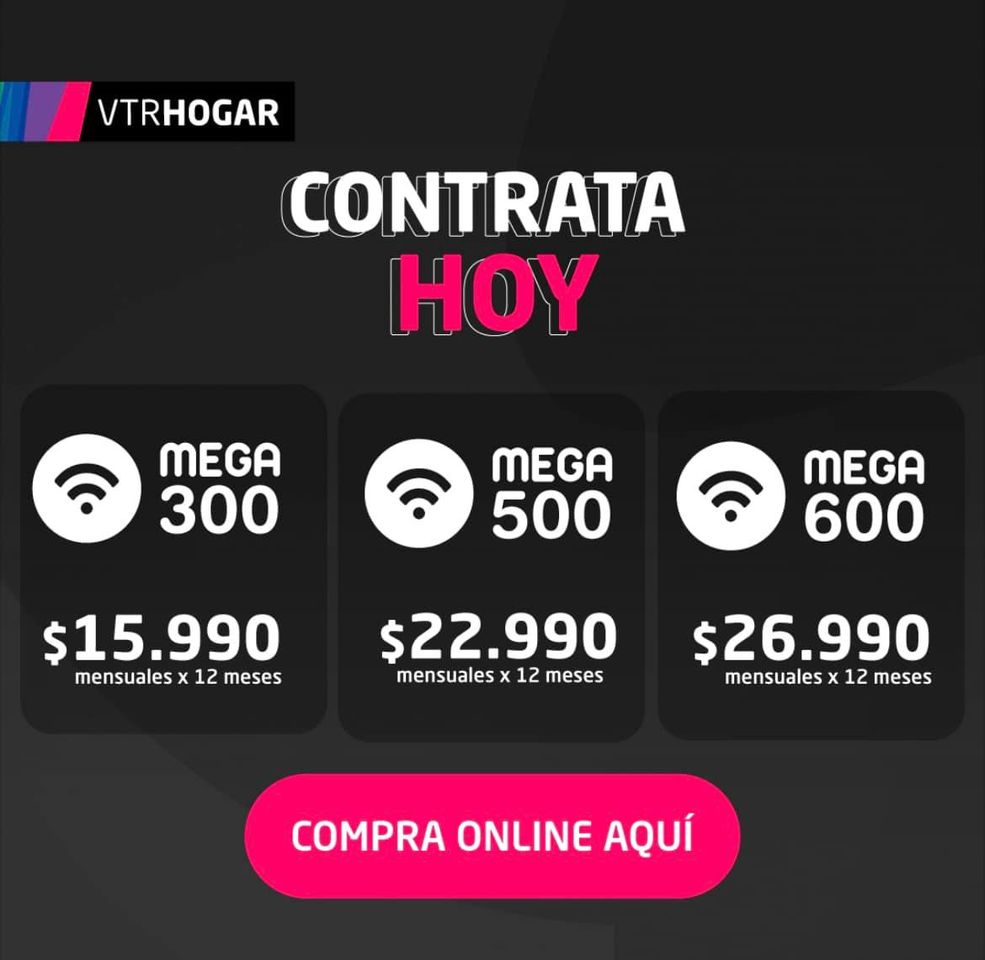 VTRHOGAR
CONTRATA
HOY
MEGA
300
$15.990
mensuales x 12 meses
MEGA
500
$22.990
mensuales x 12 meses
MEGA
600
$26.990
mensuales x 12 meses
COMPRA ONLINE AQUÍ